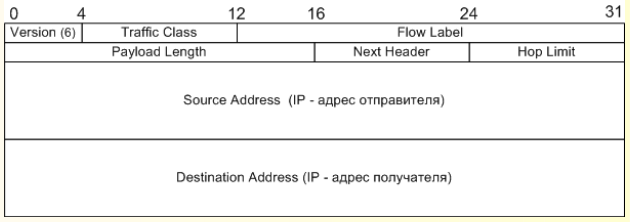 0 4 12 16 24 31
Version (6) Traffic Class Flow Label
Payload Length Next Header Hop Limit
Source Address (IP - адрес отправителя)
Destination Address (IP - адрес получателя)